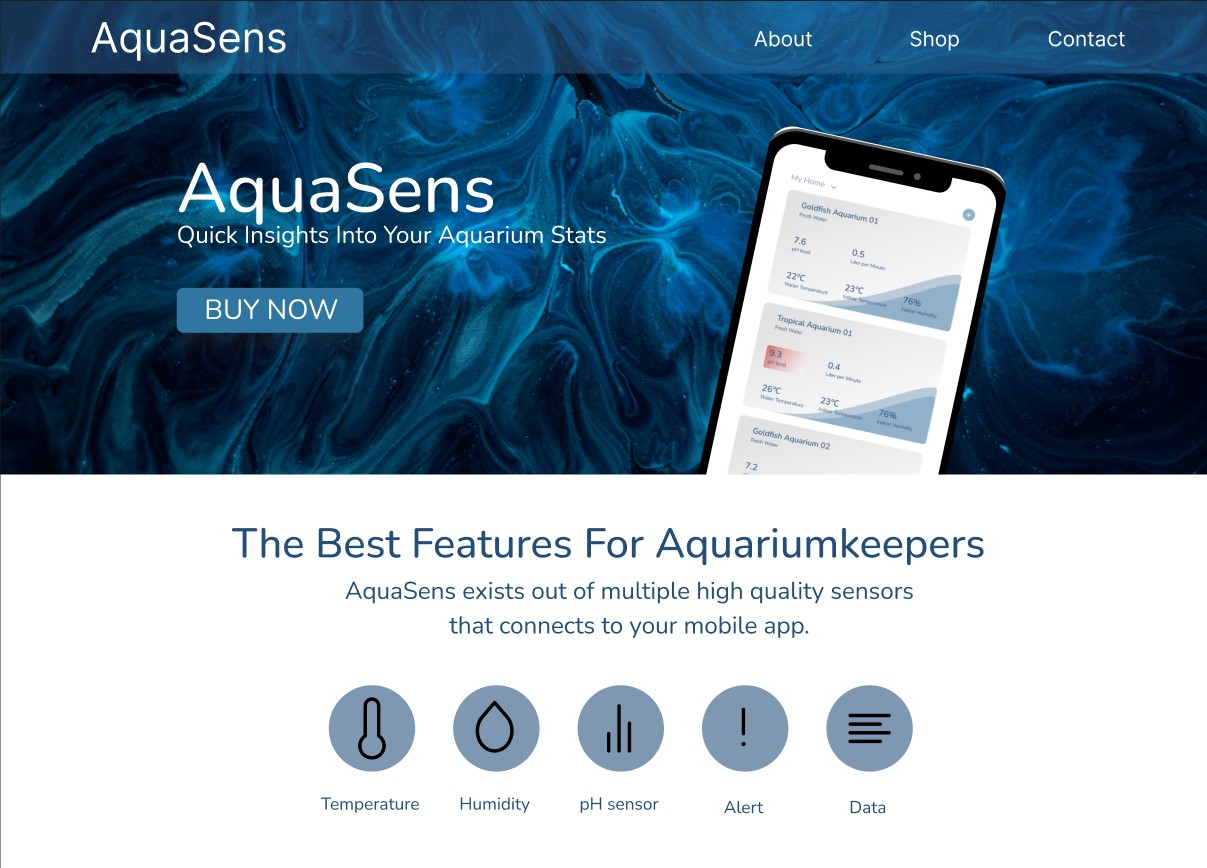 AquaSens
About
Shop
Contact
AquaSens
Quick Insights Into Your Aquarium Stats
BUY NOW
My Home
Goldfish Aquarium 01
Fresh Water
7.6
pH level
0.5
Liter per Minute
22°C
Water Temperature
23°C
Indoor Temperature
76%
Indoor Humidity
Tropical Aquarium 01
Fresh Water
9.3
pH level
0.4
Liter per Minute
26°C
Water Temperature
23°C
Indoor Temperature
76%
Indoor Humidity
Goldfish Aquarium 02
Fresh Water
7.2
The Best Features For Aquariumkeepers
AquaSens exists out of multiple high quality sensors
that connects to your mobile app.
Temperature
Humidity
pH sensor
Alert
Data